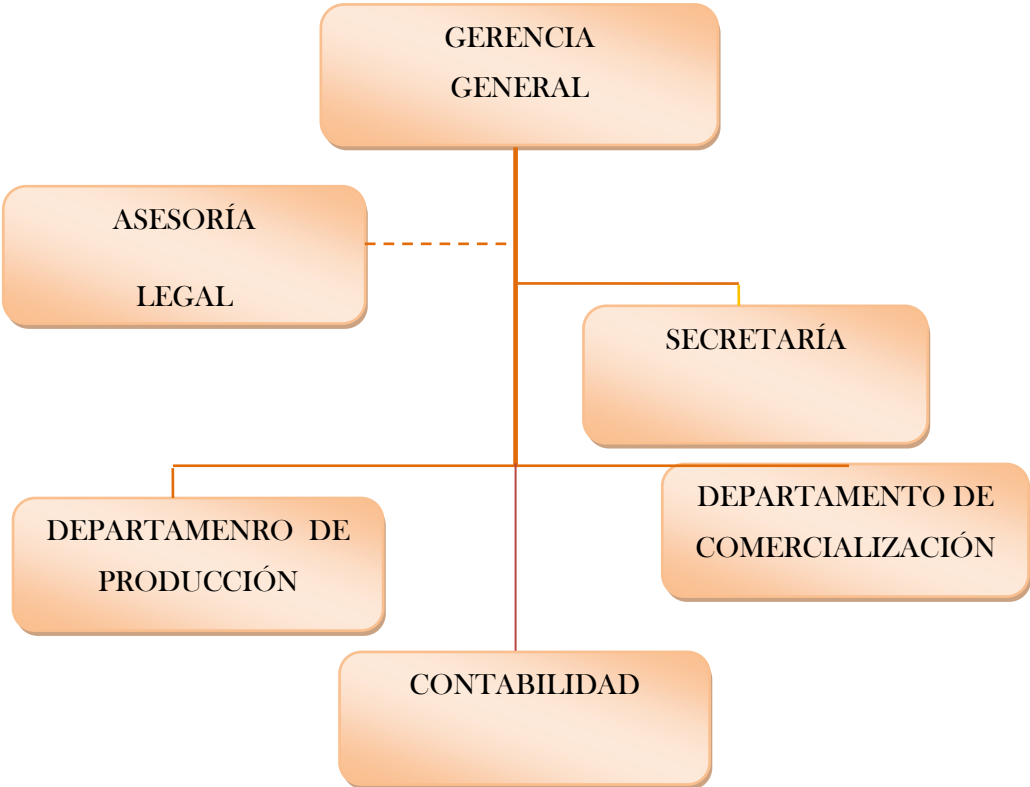 GERENCIA
GENERAL
ASESORÍA
LEGAL
SECRETARÍA
DEPARTAMENRO DE
PRODUCCIÓN
DEPARTAMENTO DE
COMERCIALIZACIÓN
CONTABILIDAD